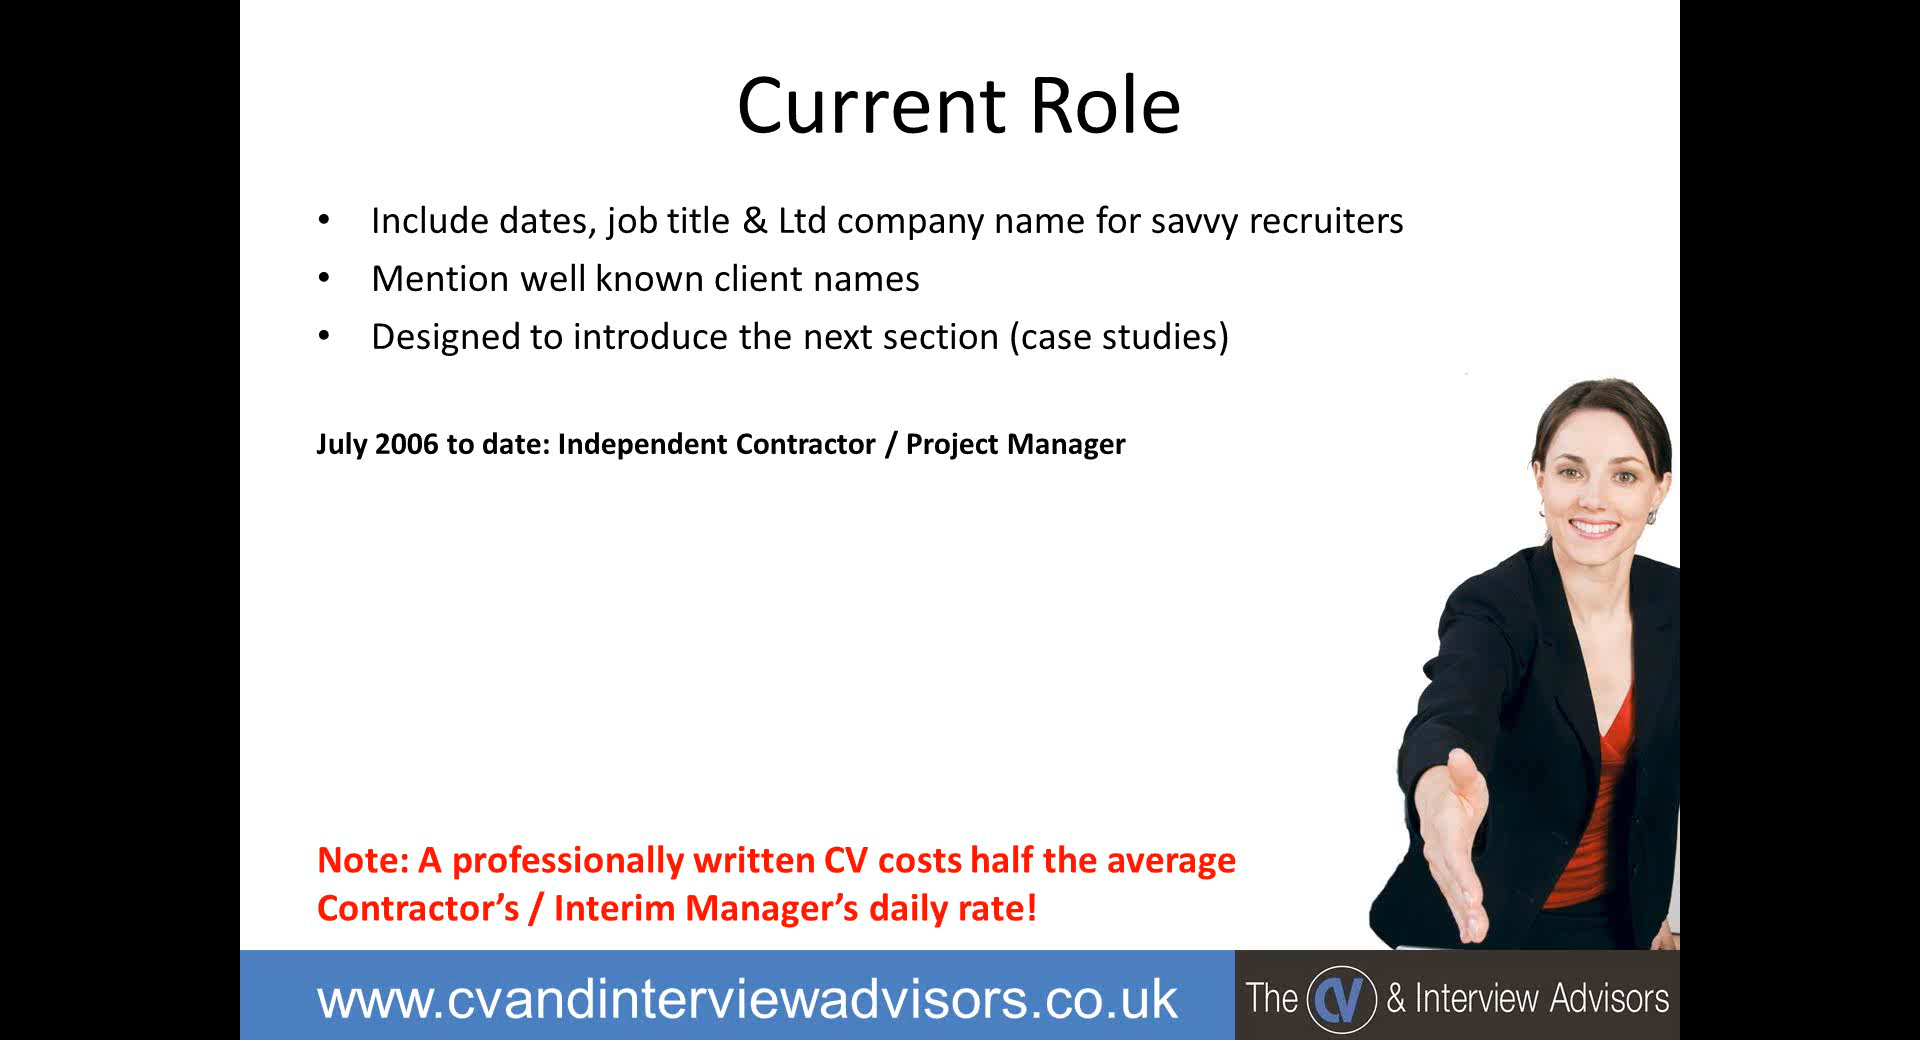 Current Role
• Include dates, job title & Ltd company name for savvy recruiters
• Mention well known client names
• Designed to introduce the next section (case studies)
July 2006 to date: Independent Contractor / Project Manager
Note: A professionally written CV costs half the average
Contractor’s / Interim Manager’s daily rate!
www.cvandinterviewadvisors.co.uk
The CV & Interview Advisors